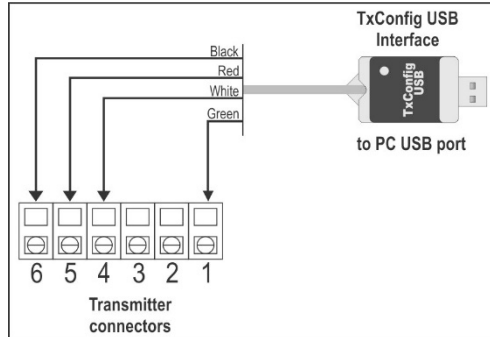 TxConfig USB
Interface
Black
Red
White
Green
TxConfig
USB
to PC USB port
6 5 4 3 2 1
Transmitter
connectors